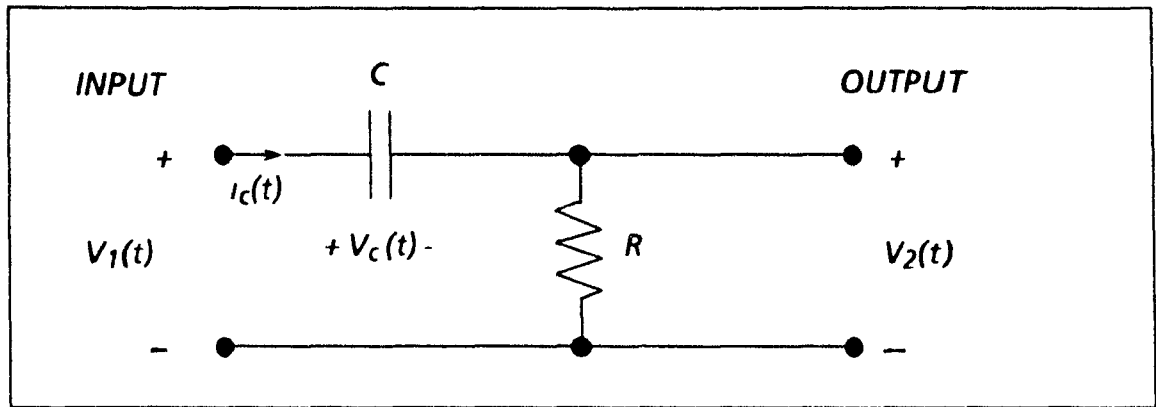 INPUT
C
OUTPUT
+
+
ic(t)
V1(t)
+ Vc(t) -
R
V2(t)
–
–